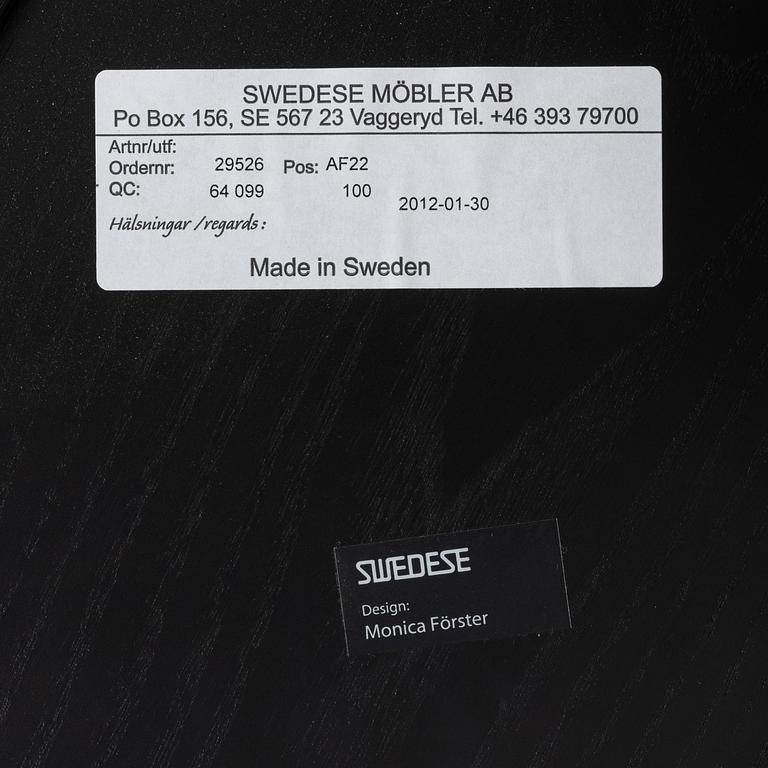 SWEDESE MÖBLER AB
Po Box 156, SE 567 23 Vaggeryd Tel. +46 393 79700
Artnr/utf:
Ordernr: 29526 Pos: AF22
QC: 64 099 100
2012-01-30
Hälsningar /regards :
Made in Sweden
SWEDESE
Design:
Monica Förster